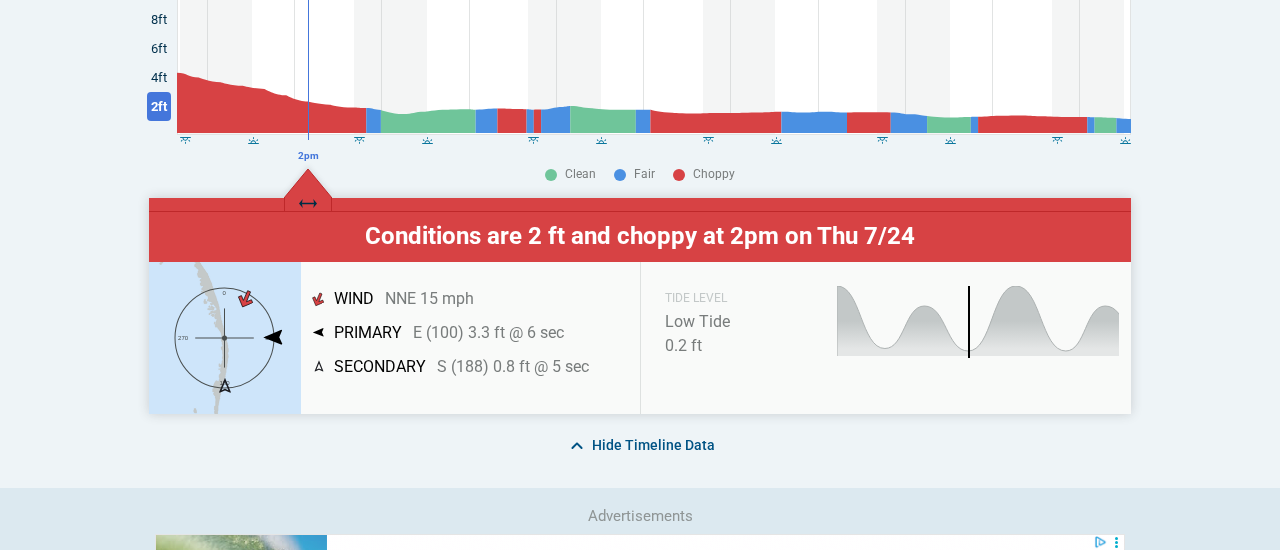 8ft
6ft
4ft
2ft
2pm
Clean Fair Choppy
Conditions are 2 ft and choppy at 2pm on Thu 7/24
0
270
WIND NNE 15 mph
PRIMARY E (100) 3.3 ft @ 6 sec
SECONDARY S (188) 0.8 ft @ 5 sec
TIDE LEVEL
Low Tide
0.2 ft
Hide Timeline Data
Advertisements